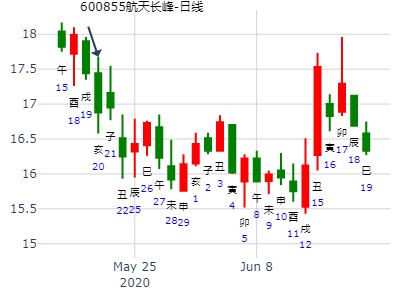 600855航天长峰-日线
18
17.5
17
16.5
16
15.5
15
午
15
酉
18
戌
19
亥
20
子
21
丑
22
辰
25
巳
26
午
27
未
28
申
29
亥
1
子
2
丑
3
寅
4
卯
5
午
8
未
9
申
10
酉
11
戌
12
丑
15
寅
16
卯
17
辰
18
巳
19
May 25
2020
Jun 8